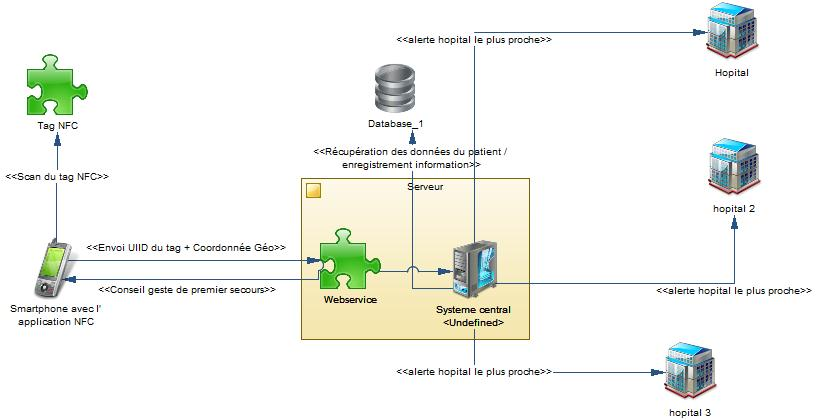 <<alerte hopital le plus proche>>
Hopital
Tag NFC
Database_1
<<Récupération des données du patient /
enregistrement information>>
<<Scan du tag NFC>>
Serveur
hopital 2
<<Envoi UIID du tag + Coordonnée Géo>>
<<Conseil geste de premier secours>>
Webservice
<<alerte hopital le plus proche>>
Smartphone avec l'
application NFC
Systeme central
<Undefined>
<<alerte hopital le plus proche>>
hopital 3